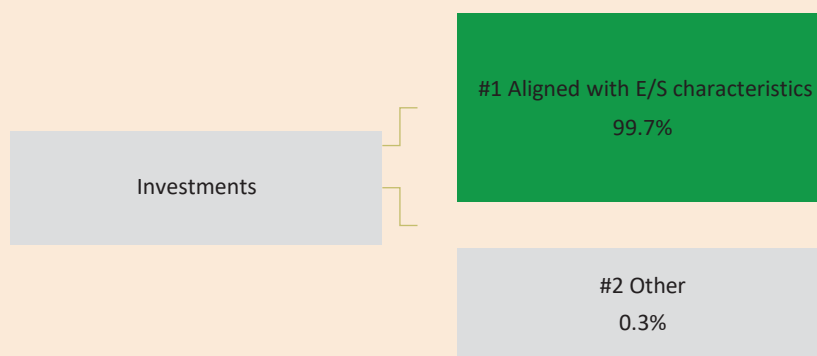 #1 Aligned with E/S characteristics
99.7%
Investments
#2 Other
0.3%